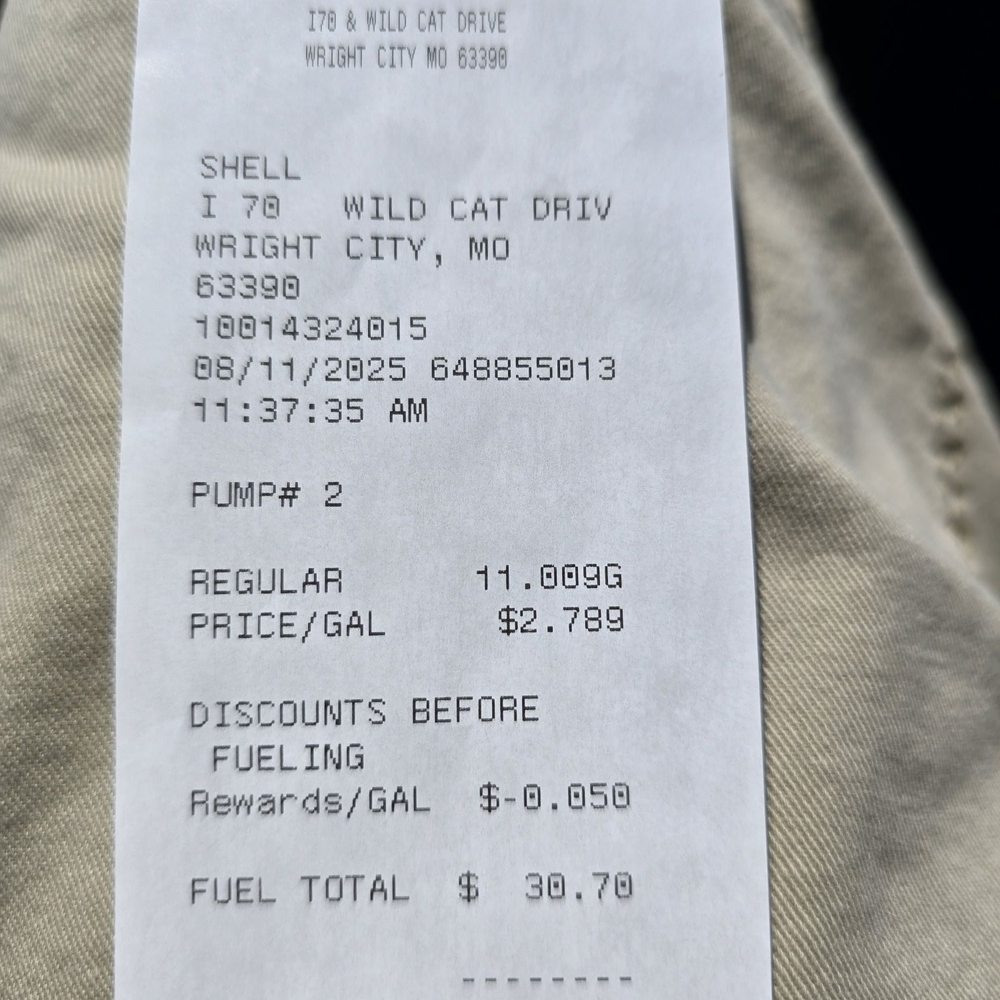 I70 & WILD CAT DRIVE
WRIGHT CITY MO 63390
SHELL
I 70 WILD CAT DRIV
WRIGHT CITY, MO
63390
10014324015
08/11/2025 648855013
11:37:35 AM
PUMP# 2
REGULAR 11.009G
PRICE/GAL $2.789
DISCOUNTS BEFORE
FUELING
Rewards/GAL $-0.050
FUEL TOTAL $ 30.70
--------